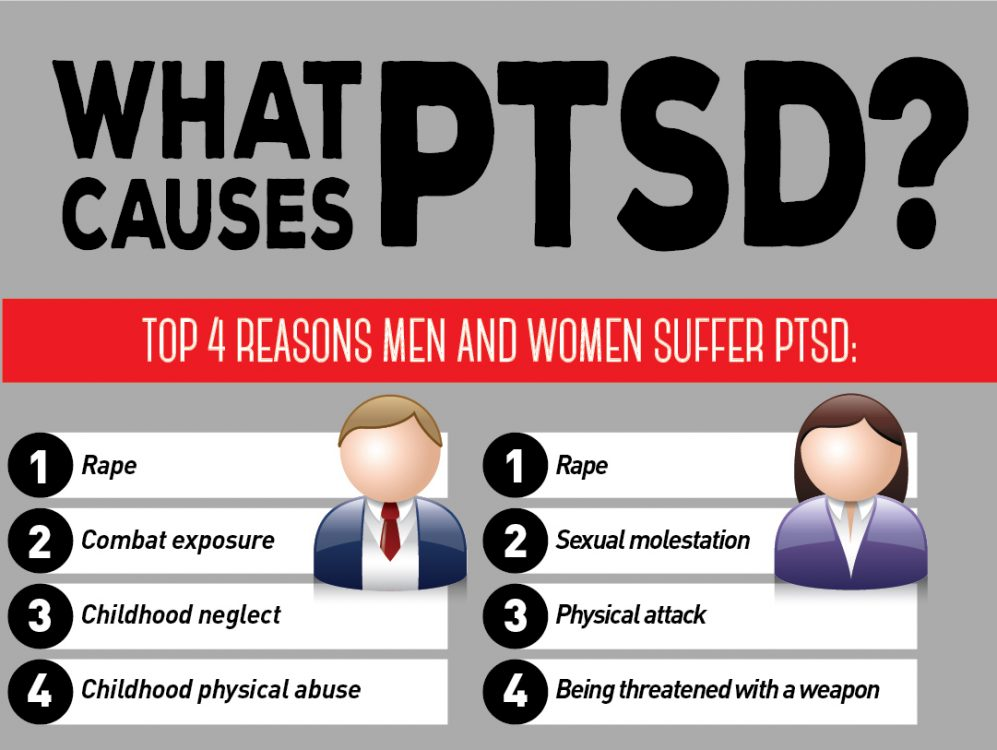 WHAT
CAUSES
PTSD?
TOP 4 REASONS MEN AND WOMEN SUFFER PTSD:
1 Rape
2 Combat exposure
3 Childhood neglect
4 Childhood physical abuse
1 Rape
2 Sexual molestation
3 Physical attack
4 Being threatened with a weapon